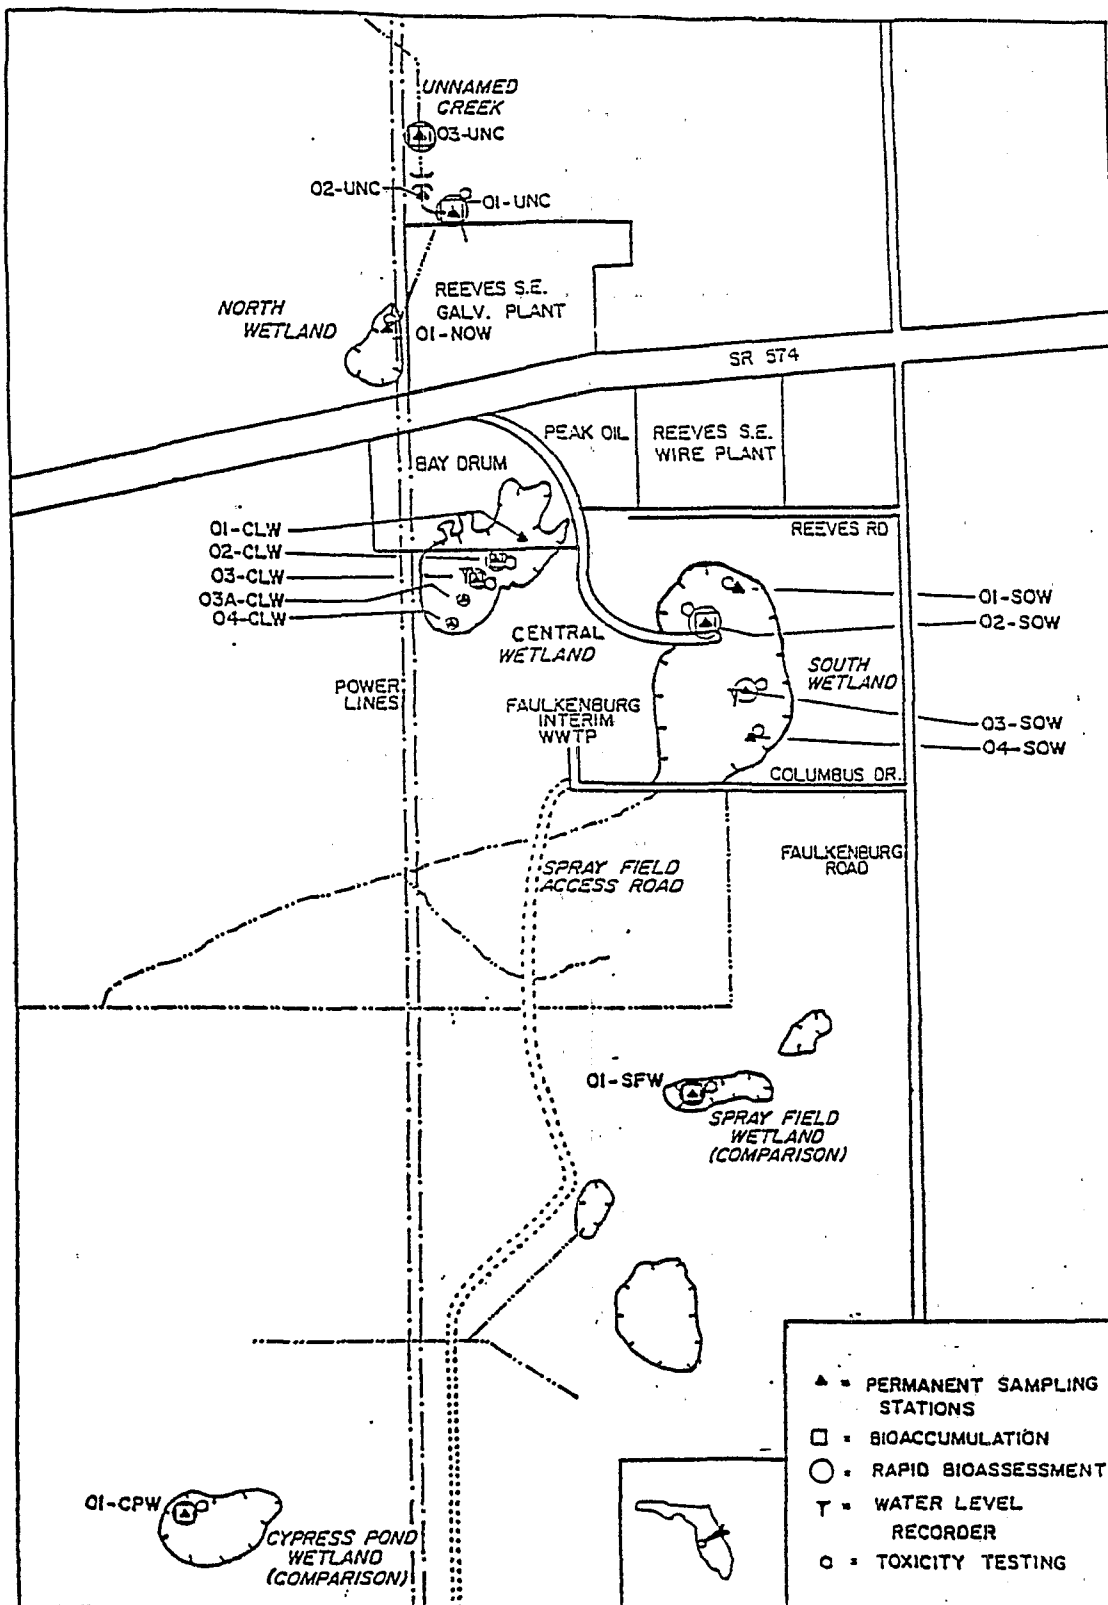 UNNAMED
CREEK
03-UNC
02-UNC
01-UNC
REEVES S.E.
GALV. PLANT
NORTH
WETLAND
01-NOW
SR 574
PEAK OIL
REEVES S.E.
WIRE PLANT
BAY DRUM
01-CLW
02-CLW
03-CLW
03A-CLW
04-CLW
REEVES RD
01-SOW
02-SOW
CENTRAL
WETLAND
SOUTH
WETLAND
POWER
LINES
FAULKENBURG
INTERIM
WWTP
03-SOW
04-SOW
COLUMBUS DR.
SPRAY FIELD
ACCESS ROAD
FAULKENBURG
ROAD
01-SFW
SPRAY FIELD
WETLAND
(COMPARISON)
01-CPW
CYPRESS POND
WETLAND
(COMPARISON)
▲ = PERMANENT SAMPLING
STATIONS
□ = BIOACCUMULATION
○ = RAPID BIOASSESSMENT
T = WATER LEVEL
RECORDER
○ = TOXICITY TESTING